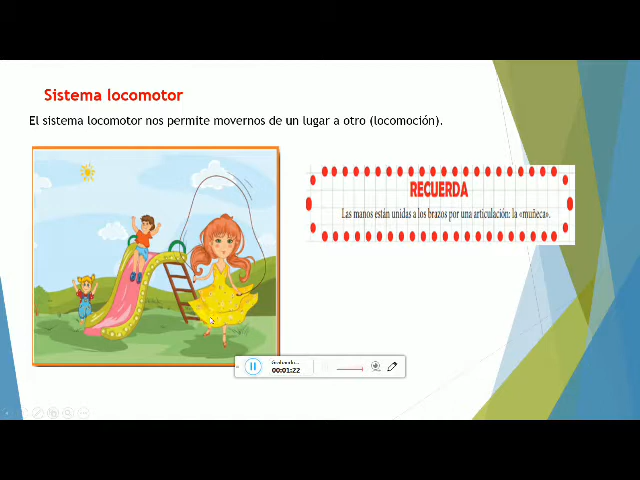 Sistema locomotor
El sistema locomotor nos permite movernos de un lugar a otro (locomoción).
RECUERDA
Las manos están unidas a los brazos por una articulación: la «muñeca».
Grabando...
00:01:22